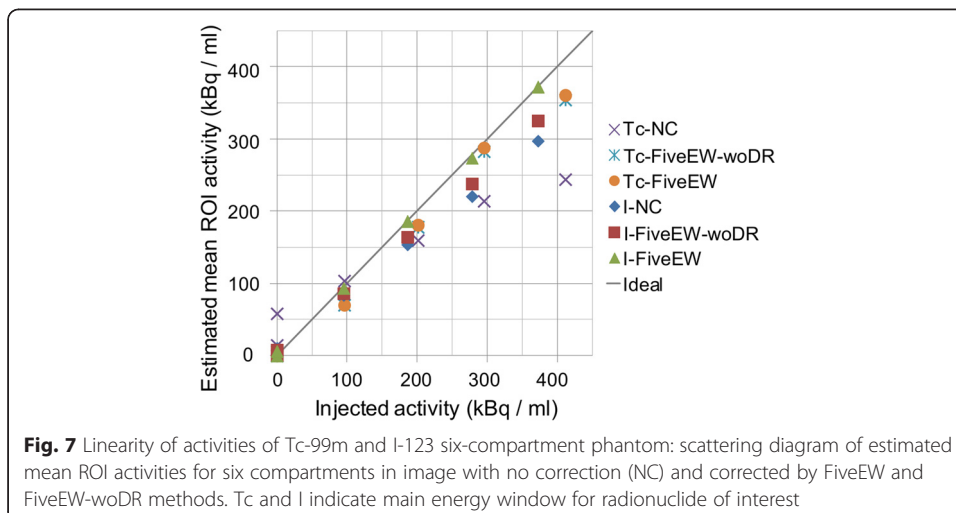 Estimated mean ROI activity (kBq / ml)
400
300
200
100
0
0 100 200 300 400
Injected activity (kBq / ml)
Tc-NC
Tc-FiveEW-woDR
Tc-FiveEW
I-NC
I-FiveEW-woDR
I-FiveEW
Ideal
Fig. 7 Linearity of activities of Tc-99m and I-123 six-compartment phantom: scattering diagram of estimated
mean ROI activities for six compartments in image with no correction (NC) and corrected by FiveEW and
FiveEW-woDR methods. Tc and I indicate main energy window for radionuclide of interest